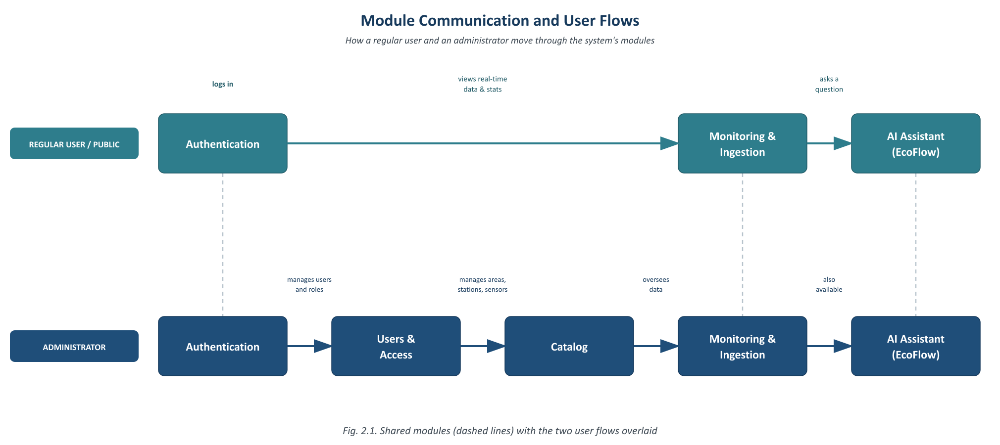 Module Communication and User Flows
How a regular user and an administrator move through the system's modules
logs in
views real-time
data & stats
asks a
question
REGULAR USER / PUBLIC
Authentication
Monitoring &
Ingestion
AI Assistant
(EcoFlow)
manages users
and roles
manages areas,
stations, sensors
oversees
data
also
available
ADMINISTRATOR
Authentication
Users &
Access
Catalog
Monitoring &
Ingestion
AI Assistant
(EcoFlow)
Fig. 2.1. Shared modules (dashed lines) with the two user flows overlaid